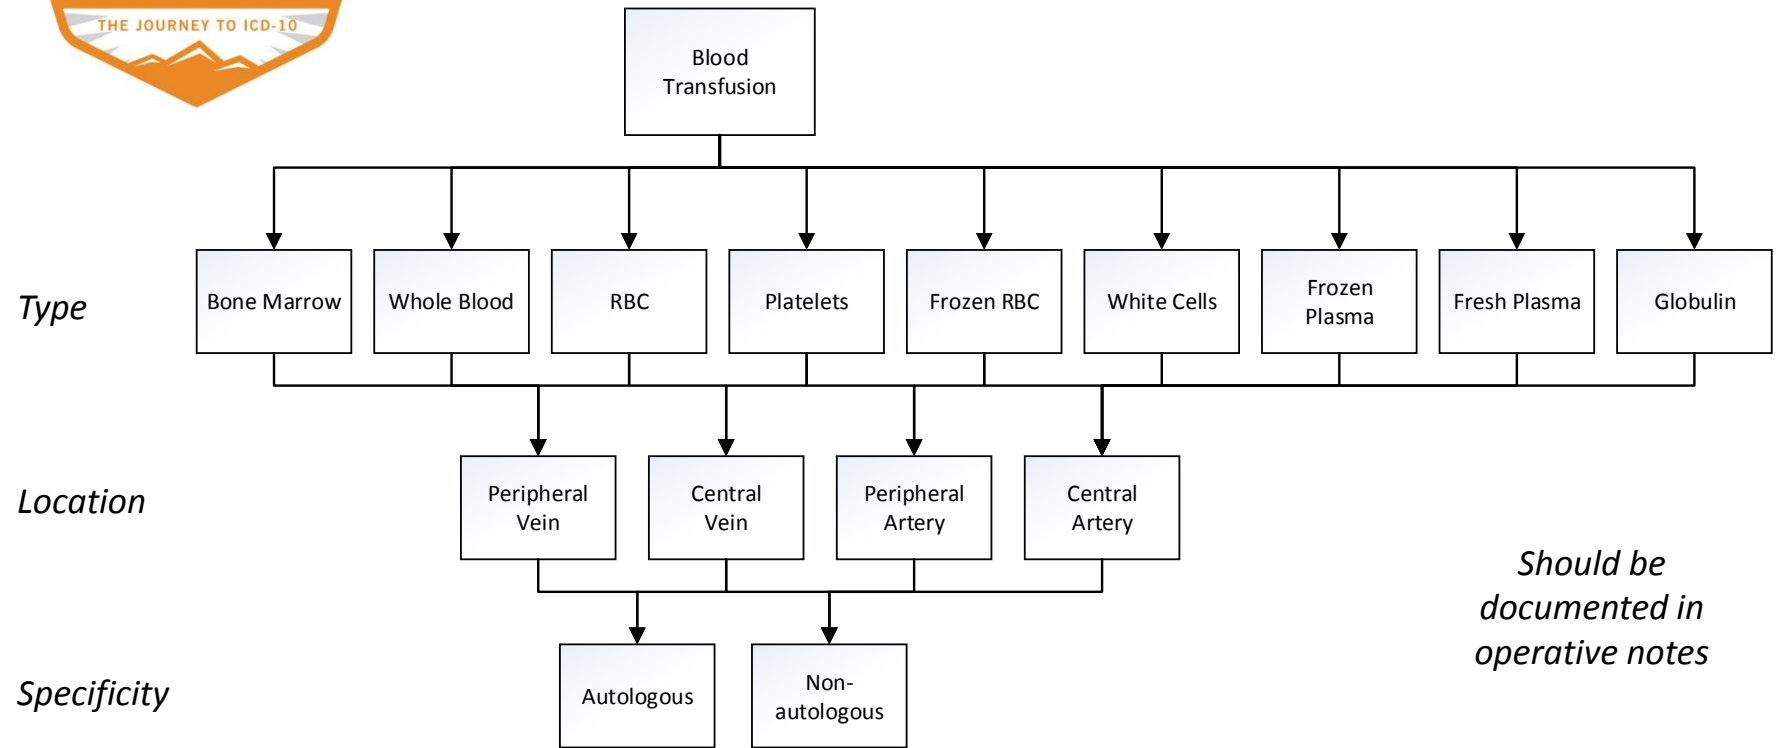 THE JOURNEY TO ICD-10
Blood
Transfusion
Type
Bone Marrow
Whole Blood
RBC
Platelets
Frozen RBC
White Cells
Frozen
Plasma
Fresh Plasma
Globulin
Location
Peripheral
Vein
Central
Vein
Peripheral
Artery
Central
Artery
Should be
documented in
operative notes
Specificity
Autologous
Non-
autologous